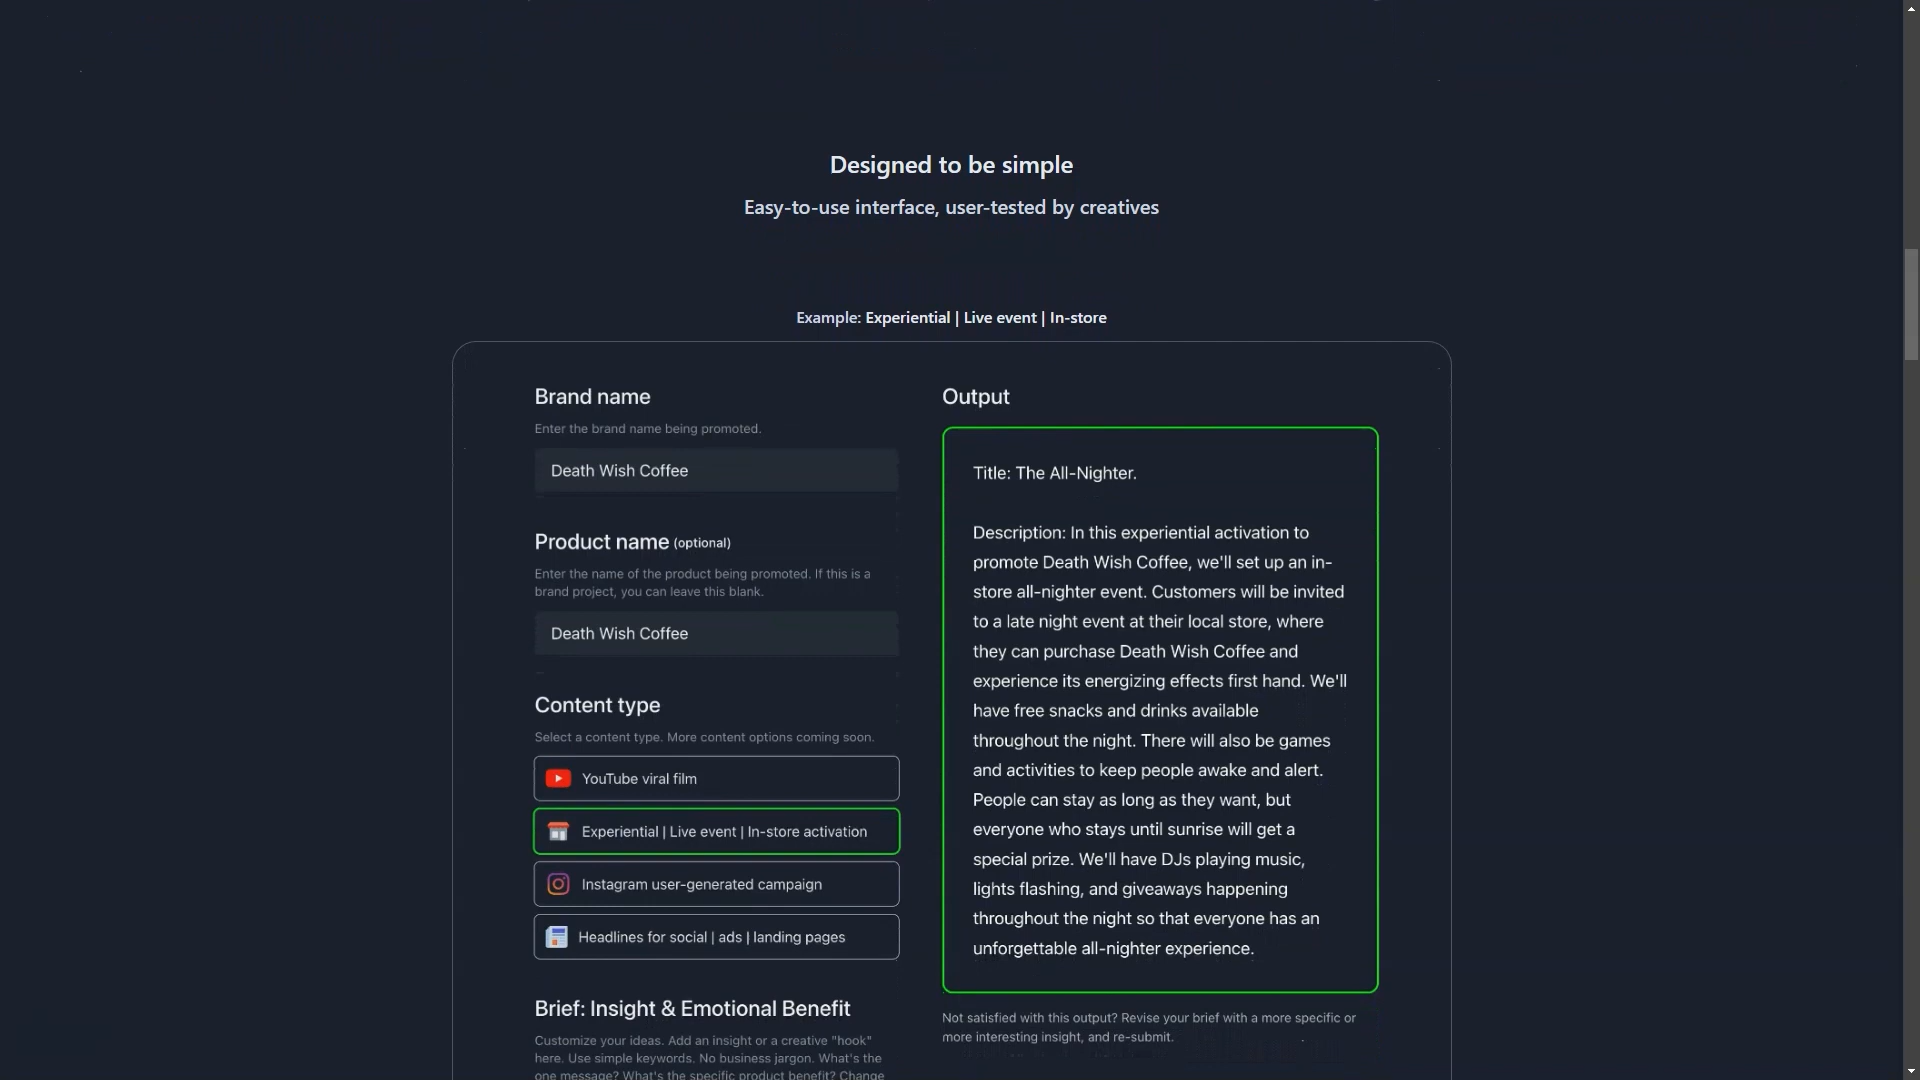 Designed to be simple
Easy-to-use interface, user-tested by creatives
Example: Experiential | Live event | In-store
Brand name
Enter the brand name being promoted.
Death Wish Coffee
Product name (optional)
Enter the name of the product being promoted. If this is a
brand project, you can leave this blank.
Death Wish Coffee
Content type
Select a content type. More content options coming soon.
YouTube viral film
Experiential | Live event | In-store activation
Instagram user-generated campaign
Headlines for social | ads | landing pages
Brief: Insight & Emotional Benefit
Customize your ideas. Add an insight or a creative "hook"
here. Use simple keywords. No business jargon. What's the
one message? What's the specific product benefit? Change
Output
Title: The All-Nighter.
Description: In this experiential activation to
promote Death Wish Coffee, we'll set up an in-
store all-nighter event. Customers will be invited
to a late night event at their local store, where
they can purchase Death Wish Coffee and
experience its energizing effects first hand. We'll
have free snacks and drinks available
throughout the night. There will also be games
and activities to keep people awake and alert.
People can stay as long as they want, but
everyone who stays until sunrise will get a
special prize. We'll have DJs playing music,
lights flashing, and giveaways happening
throughout the night so that everyone has an
unforgettable all-nighter experience.
Not satisfied with this output? Revise your brief with a more specific or
more interesting insight, and re-submit.